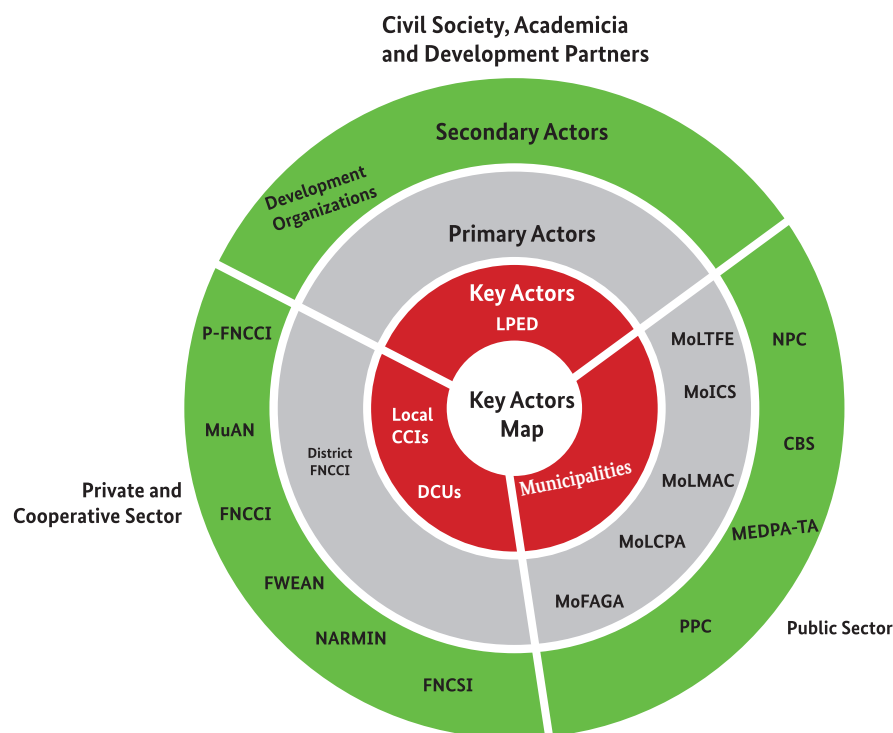 Civil Society, Academicia
and Development Partners
Secondary Actors
Development
Organizations
Primary Actors
Key Actors
LPED
P-FNCCI
MoLTFE
NPC
MoICS
Key Actors
Map
Local
CCIs
MuAN
CBS
District
FNCCI
Municipalities
MoLMAC
DCUs
Private and
Cooperative Sector
FNCCI
MEDPA-TA
MoLCPA
FWEAN
MoFAGA
PPC
Public Sector
NARMIN
FNCSI